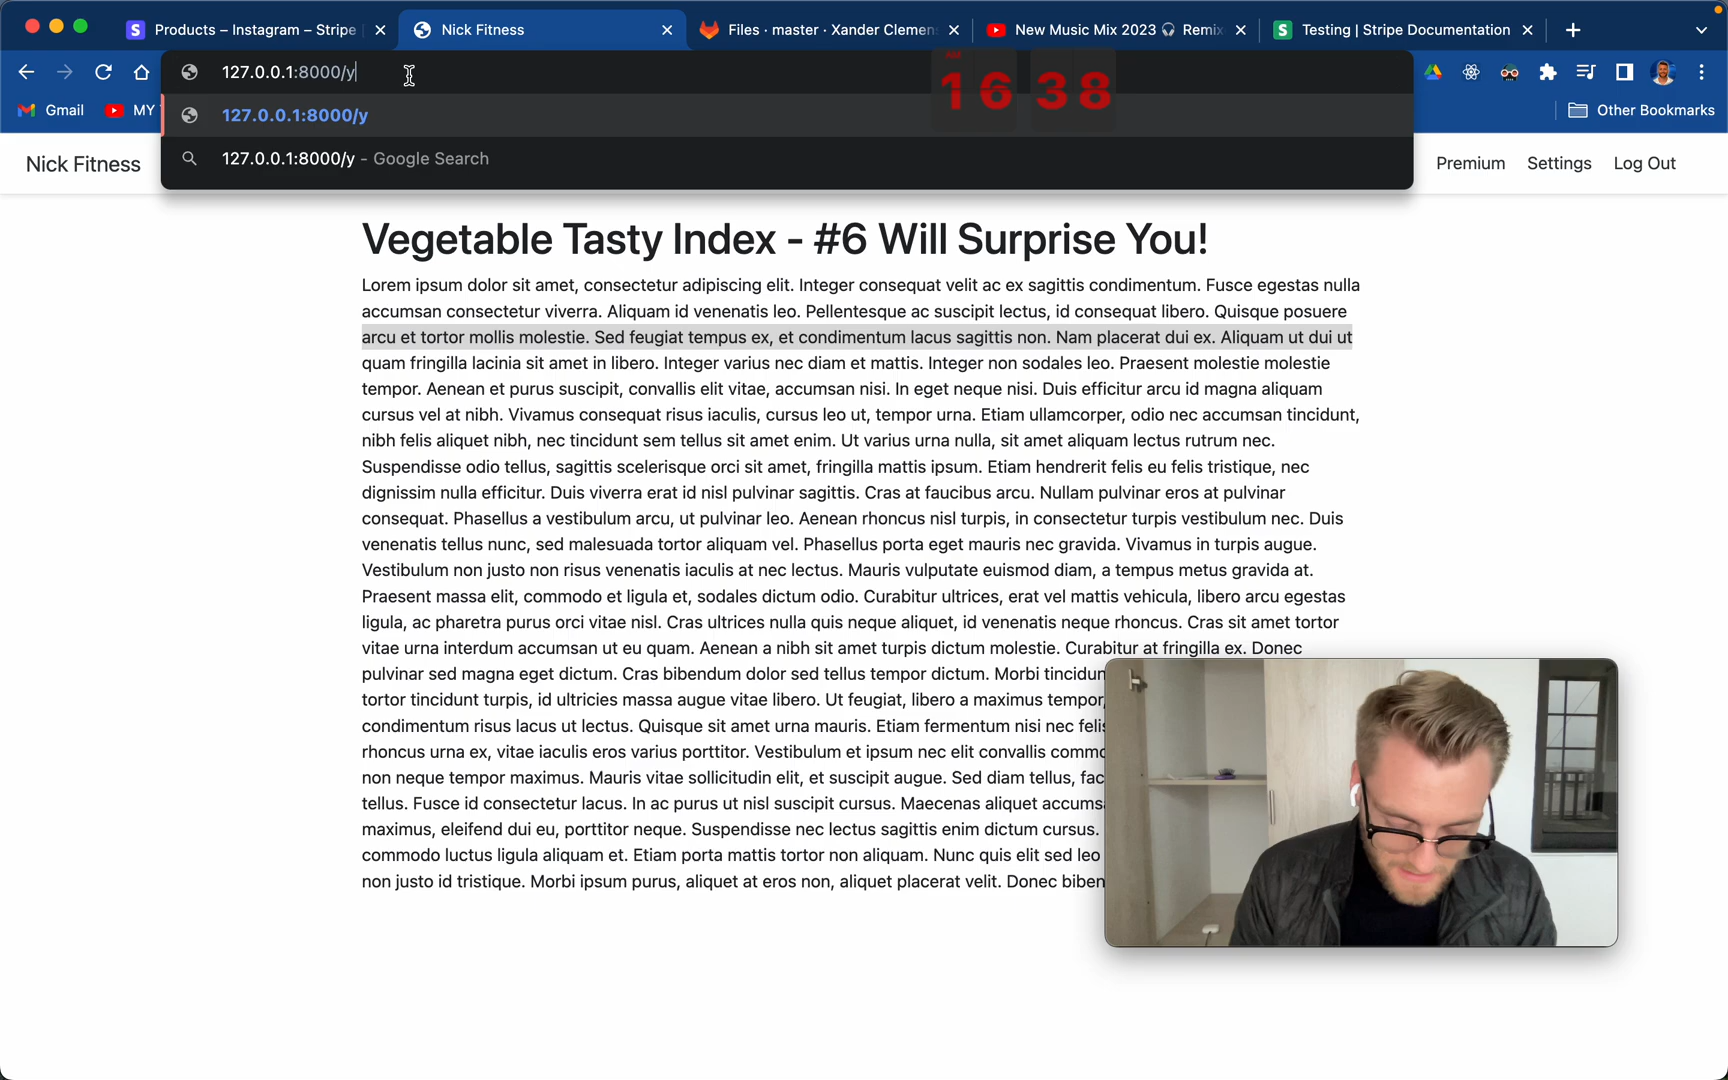 Products – Instagram – Stripe
Nick Fitness
Files · master · Xander Clemens
New Music Mix 2023 🎧 Remix
Testing | Stripe Documentation
127.0.0.1:8000/y
AM
16 38
Gmail
MY
127.0.0.1:8000/y
Other Bookmarks
127.0.0.1:8000/y - Google Search
Nick Fitness
Premium
Settings
Log Out
Vegetable Tasty Index - #6 Will Surprise You!
Lorem ipsum dolor sit amet, consectetur adipiscing elit. Integer consequat velit ac ex sagittis condimentum. Fusce egestas nulla
accumsan consectetur viverra. Aliquam id venenatis leo. Pellentesque ac suscipit lectus, id consequat libero. Quisque posuere
arcu et tortor mollis molestie. Sed feugiat tempus ex, et condimentum lacus sagittis non. Nam placerat dui ex. Aliquam ut dui ut
quam fringilla lacinia sit amet in libero. Integer varius nec diam et mattis. Integer non sodales leo. Praesent molestie molestie
tempor. Aenean et purus suscipit, convallis elit vitae, accumsan nisi. In eget neque nisi. Duis efficitur arcu id magna aliquam
cursus vel at nibh. Vivamus consequat risus iaculis, cursus leo ut, tempor urna. Etiam ullamcorper, odio nec accumsan tincidunt,
nibh felis aliquet nibh, nec tincidunt sem tellus sit amet enim. Ut varius urna nulla, sit amet aliquam lectus rutrum nec.
Suspendisse odio tellus, sagittis scelerisque orci sit amet, fringilla mattis ipsum. Etiam hendrerit felis eu felis tristique, nec
dignissim nulla efficitur. Duis viverra erat id nisl pulvinar sagittis. Cras at faucibus arcu. Nullam pulvinar eros at pulvinar
consequat. Phasellus a vestibulum arcu, ut pulvinar leo. Aenean rhoncus nisl turpis, in consectetur turpis vestibulum nec. Duis
venenatis tellus nunc, sed malesuada tortor aliquam vel. Phasellus porta eget mauris nec gravida. Vivamus in turpis augue.
Vestibulum non justo non risus venenatis iaculis at nec lectus. Mauris vulputate euismod diam, a tempus metus gravida at.
Praesent massa elit, commodo et ligula et, sodales dictum odio. Curabitur ultrices, erat vel mattis vehicula, libero arcu egestas
ligula, ac pharetra purus orci vitae nisl. Cras ultrices nulla quis neque aliquet, id venenatis neque rhoncus. Cras sit amet tortor
vitae urna interdum accumsan ut eu quam. Aenean a nibh sit amet turpis dictum molestie. Curabitur at fringilla ex. Donec
pulvinar sed magna eget dictum. Cras bibendum dolor sed tellus tempor dictum. Morbi tincidun
tortor tincidunt turpis, id ultricies massa augue vitae libero. Ut feugiat, libero a maximus tempor,
condimentum risus lacus ut lectus. Quisque sit amet urna mauris. Etiam fermentum nisi nec felis
rhoncus urna ex, vitae iaculis eros varius porttitor. Vestibulum et ipsum nec elit convallis commo
non neque tempor maximus. Mauris vitae sollicitudin elit, et suscipit augue. Sed diam tellus, fac
tellus. Fusce id consectetur lacus. In ac purus ut nisl suscipit cursus. Maecenas aliquet accumsa
maximus, eleifend dui eu, porttitor neque. Suspendisse nec lectus sagittis enim dictum cursus.
commodo luctus ligula aliquam et. Etiam porta mattis tortor non aliquam. Nunc quis elit sed leo
non justo id tristique. Morbi ipsum purus, aliquet at eros non, aliquet placerat velit. Donec biben